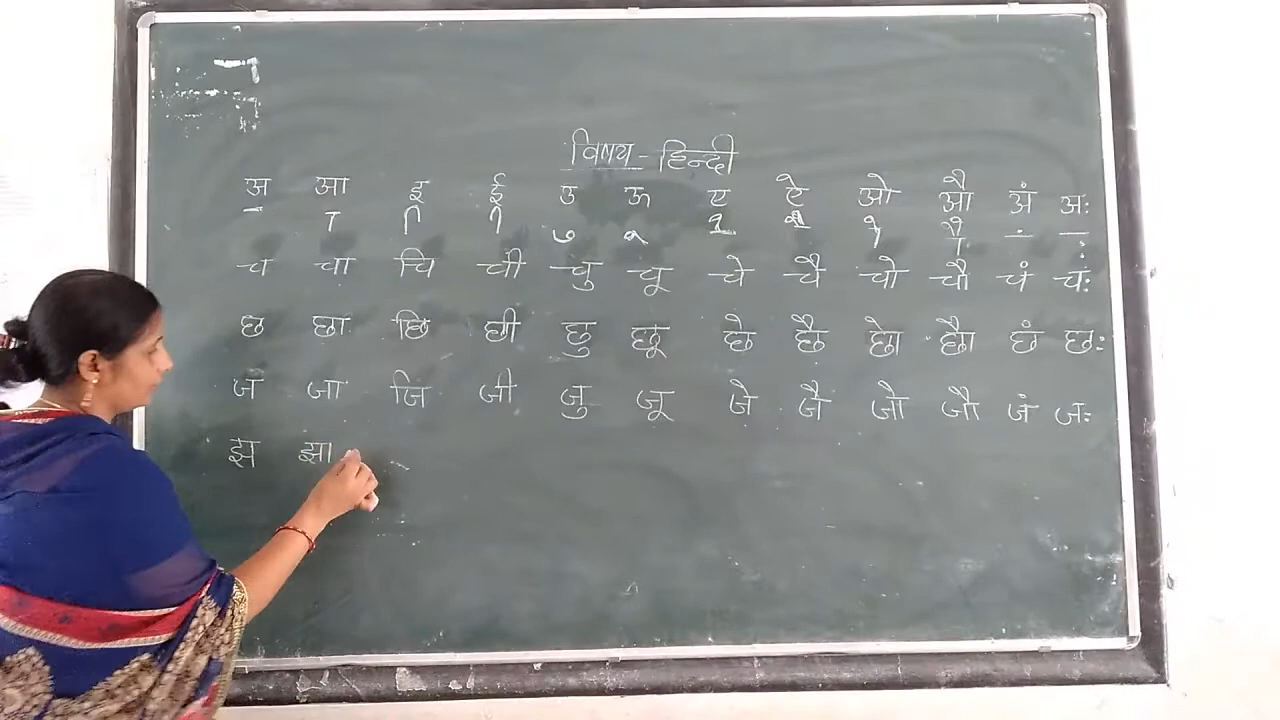 विषय - हिन्दी
अ आ इ ई उ ऊ ए ऐ ओ औ अं अः
- ा ि ी ु ू े ै ो ौ ं ः
च चा चि ची चु चू चे चै चो चौ चं चः
छ छा छि छी छु छू छे छै छो छौ छं छः
ज जा जि जी जु जू जे जै जो जौ जं जः
झ झा